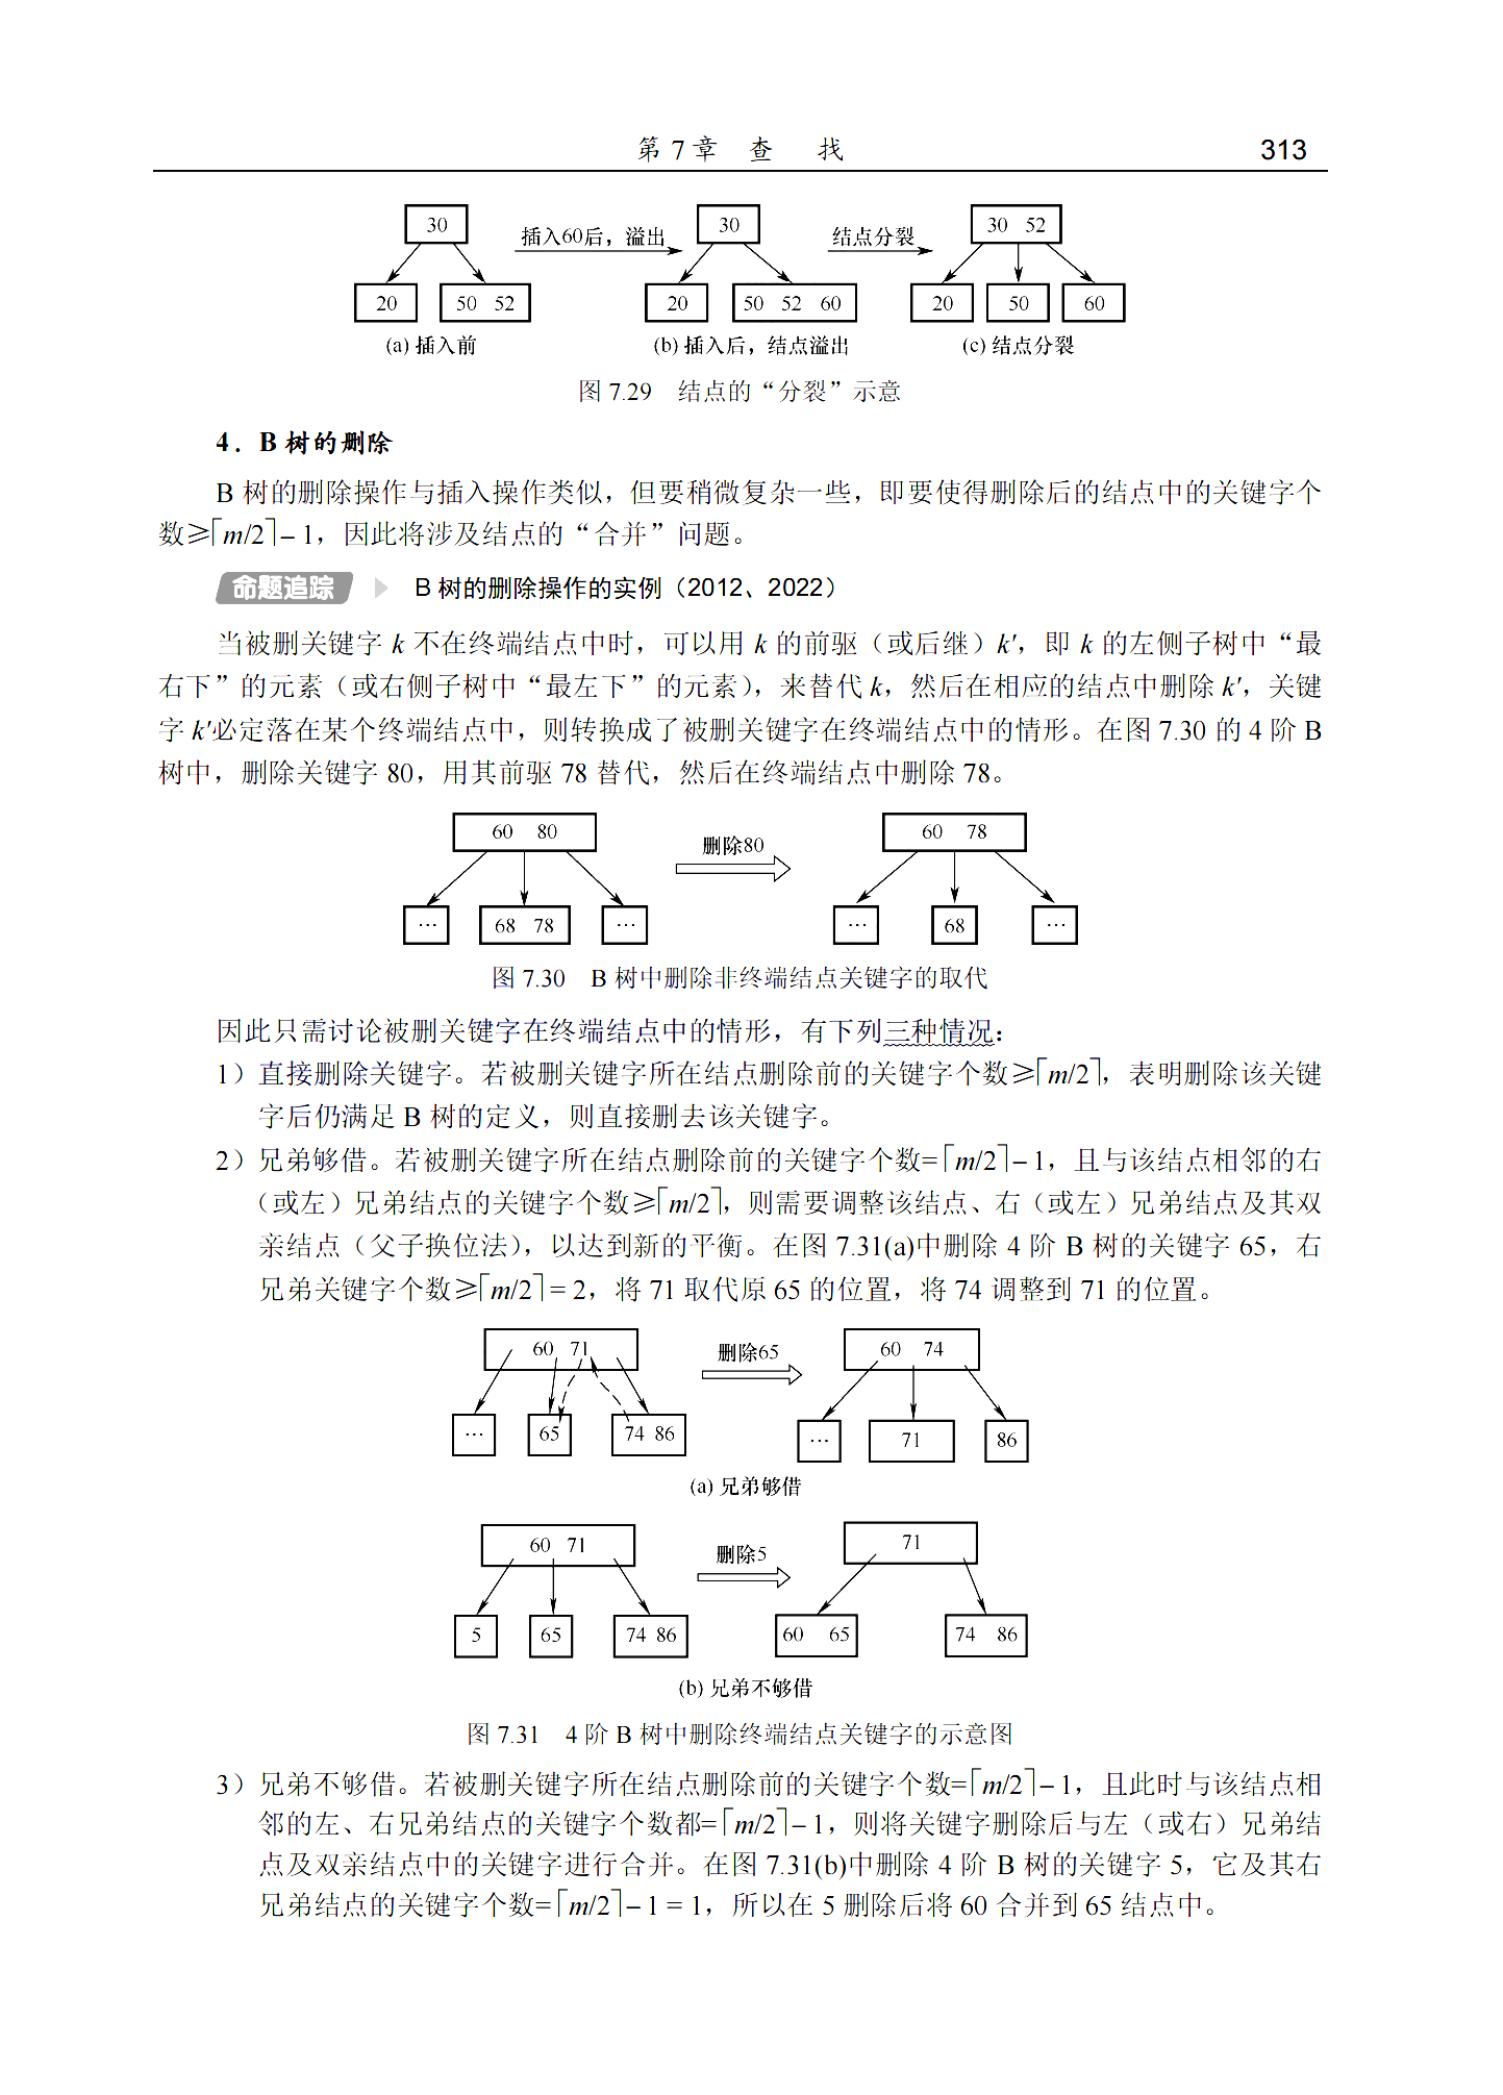 第 7 章 查 找 313
30 插入60后，溢出 30 结点分裂 30 52
20 50 52 20 50 52 60 20 50 60
(a) 插入前 (b) 插入后，结点溢出 (c) 结点分裂
图 7.29 结点的“分裂”示意
4．B 树的删除
B 树的删除操作与插入操作类似，但要稍微复杂一些，即要使得删除后的结点中的关键字个
数≥⌈m/2⌉– 1，因此将涉及结点的“合并”问题。
命题追踪 B 树的删除操作的实例（2012、2022）
当被删关键字 k 不在终端结点中时，可以用 k 的前驱（或后继）k′，即 k 的左侧子树中“最
右下”的元素（或右侧子树中“最左下”的元素），来替代 k，然后在相应的结点中删除 k′，关键
字 k′必定落在某个终端结点中，则转换成了被删关键字在终端结点中的情形。在图 7.30 的 4 阶 B
树中，删除关键字 80，用其前驱 78 替代，然后在终端结点中删除 78。
60 80 删除80 60 78
… 68 78 … … 68 …
图 7.30 B 树中删除非终端结点关键字的取代
因此只需讨论被删关键字在终端结点中的情形，有下列三种情况：
1）直接删除关键字。若被删关键字所在结点删除前的关键字个数≥⌈m/2⌉，表明删除该关键
字后仍满足 B 树的定义，则直接删去该关键字。
2）兄弟够借。若被删关键字所在结点删除前的关键字个数=⌈m/2⌉– 1，且与该结点相邻的右
（或左）兄弟结点的关键字个数≥⌈m/2⌉，则需要调整该结点、右（或左）兄弟结点及其双
亲结点（父子换位法），以达到新的平衡。在图 7.31(a)中删除 4 阶 B 树的关键字 65，右
兄弟关键字个数≥⌈m/2⌉ = 2，将 71 取代原 65 的位置，将 74 调整到 71 的位置。
60 71 删除65 60 74
… 65 74 86 … 71 86
(a) 兄弟够借
60 71 删除5 71
5 65 74 86 60 65 74 86
(b) 兄弟不够借
图 7.31 4 阶 B 树中删除终端结点关键字的示意图
3）兄弟不够借。若被删关键字所在结点删除前的关键字个数=⌈m/2⌉– 1，且此时与该结点相
邻的左、右兄弟结点的关键字个数都=⌈m/2⌉– 1，则将关键字删除后与左（或右）兄弟结
点及双亲结点中的关键字进行合并。在图 7.31(b)中删除 4 阶 B 树的关键字 5，它及其右
兄弟结点的关键字个数=⌈m/2⌉– 1 = 1，所以在 5 删除后将 60 合并到 65 结点中。